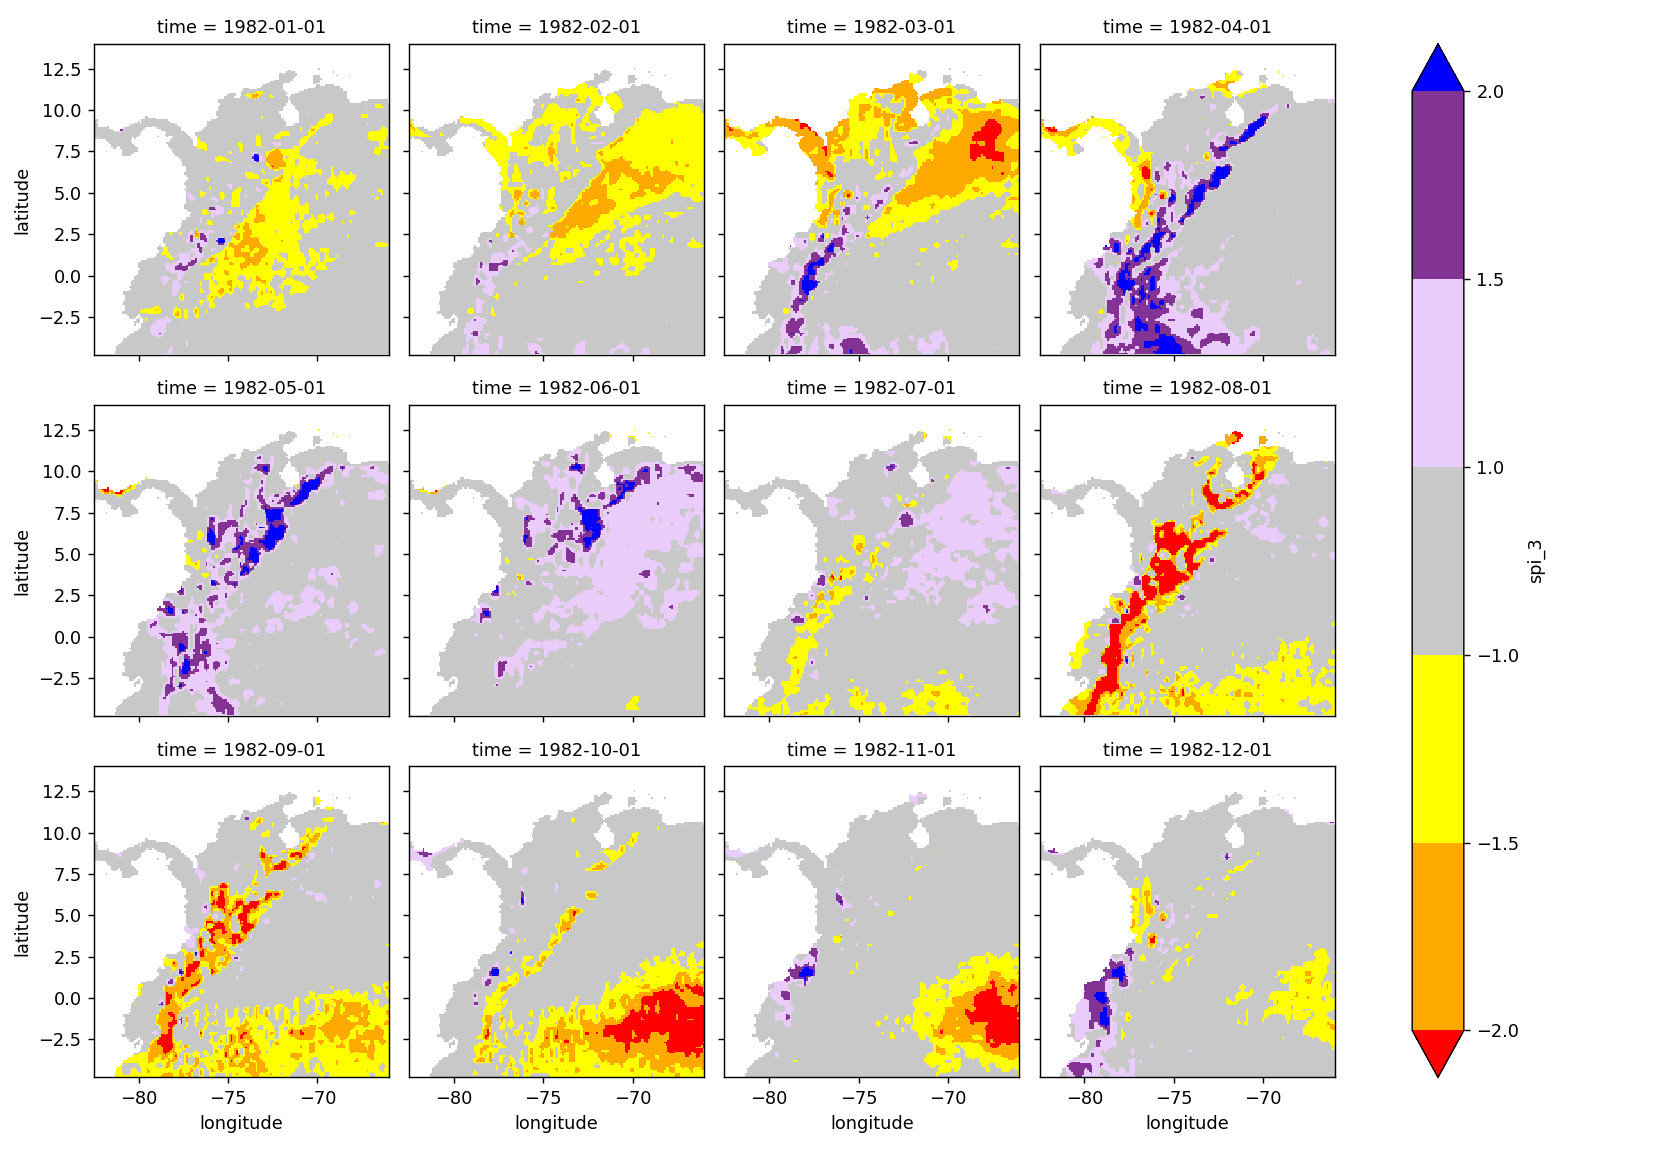 time = 1982-01-01
time = 1982-02-01
time = 1982-03-01
time = 1982-04-01
latitude
12.5
10.0
7.5
5.0
2.5
0.0
−2.5
time = 1982-05-01
time = 1982-06-01
time = 1982-07-01
time = 1982-08-01
latitude
12.5
10.0
7.5
5.0
2.5
0.0
−2.5
time = 1982-09-01
time = 1982-10-01
time = 1982-11-01
time = 1982-12-01
latitude
12.5
10.0
7.5
5.0
2.5
0.0
−2.5
−80 −75 −70
longitude
−80 −75 −70
longitude
−80 −75 −70
longitude
−80 −75 −70
longitude
2.0
1.5
1.0
−1.0
−1.5
−2.0
spi_3